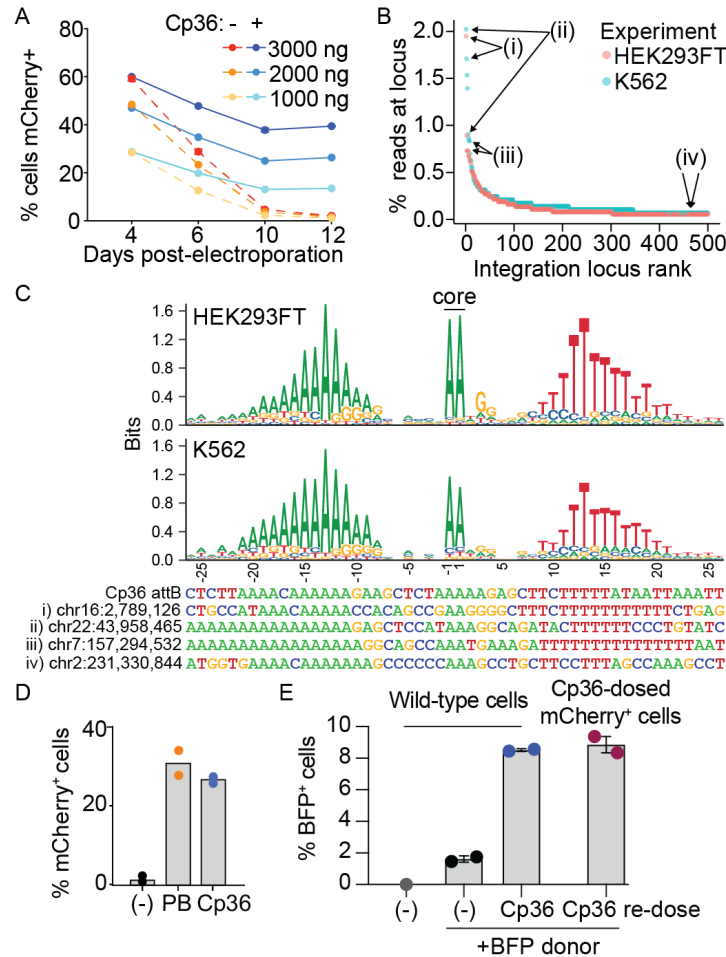 A
Cp36: - +
3000 ng
2000 ng
1000 ng
% cells mCherry+
80
60
40
20
0
4 6 10 12
Days post-electroporation
B
Experiment
HEK293FT
K562
(ii)
(i)
(iii)
(iv)
% reads at locus
2.0
1.5
1.0
0.5
0.0
0 100 200 300 400 500
Integration locus rank
C
core
HEK293FT
1.6
1.2
0.8
0.4
0.0
Bits
K562
1.6
1.2
0.8
0.4
0.0
-25 -20 -15 -10 -5 -1 1 5 10 15 20 25
Cp36 attB CTCTTAAAACAAAAAAGAAGCTCTAAAAAGAGCTTCTTTTTTATAATTAAATT
i) chr16:2,789,126 CTGCCATAAACAAAAACCACAGCCGAAGGGGCTTTCTTTTTTTTTTTTCTGAG
ii) chr22:43,958,465 AAAAAAAAAAAAAAAAAGAGCTCCATAAAGGCAGATACTTTTTTTCCCTGTATC
iii) chr7:157,294,532 AAAAAAAAAAAAAAAAGGCAGCCAAATGAAAGATTTTTTTTTTTTTTTTTAAT
iv) chr2:231,330,844 ATGGTGAAAACAAAAAAAGCCCCCCAAAGCCTGCTTCCTTTAGCCAAAGCCT
D
% mCherry⁺ cells
40
20
0
(-) PB Cp36
E
Wild-type cells
Cp36-dosed
mCherry⁺ cells
% BFP⁺ cells
10
8
6
4
2
0
(-) (-) Cp36 Cp36 re-dose
+BFP donor